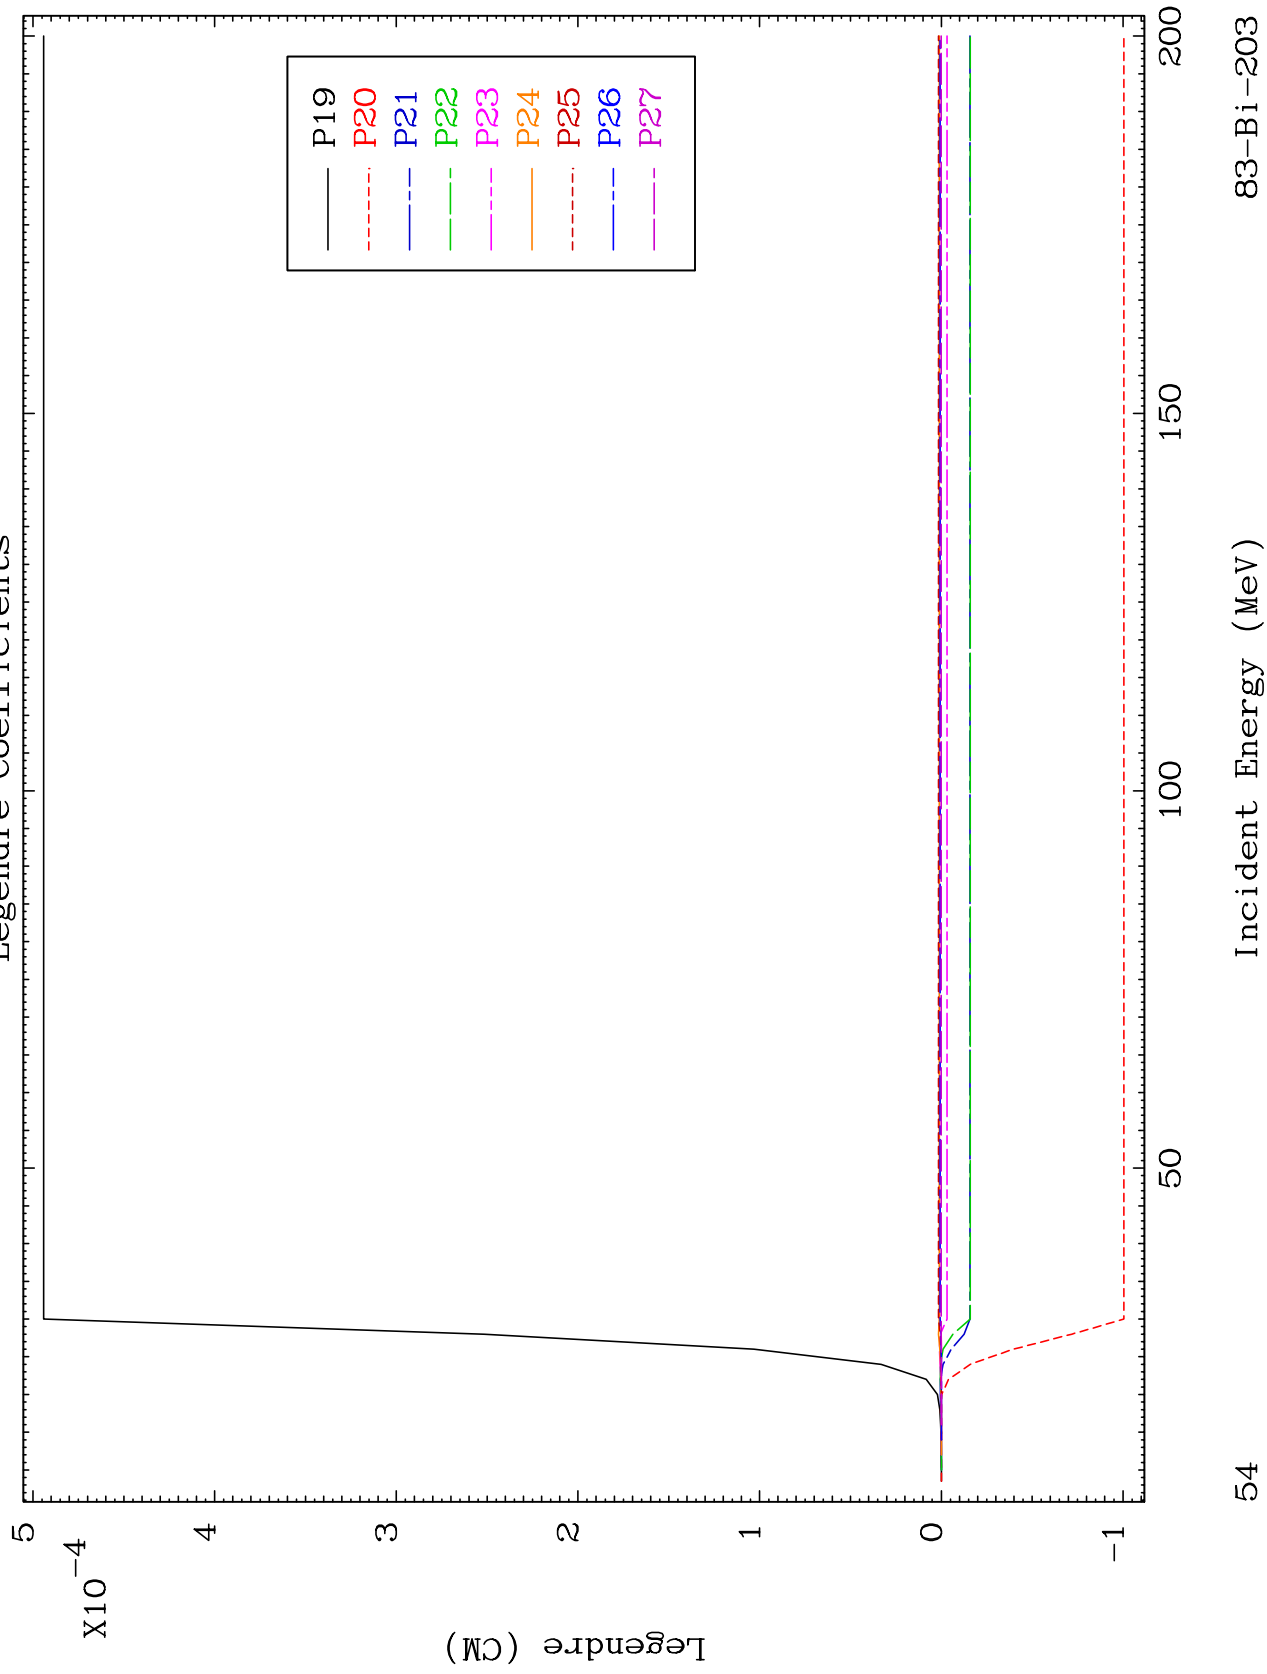 Legendre Coefficients
X10-4
5
4
3
2
1
0
-1
Legendre (CM)
P19
P20
P21
P22
P23
P24
P25
P26
P27
50
100
150
200
Incident Energy (MeV)
54
83-Bi-203